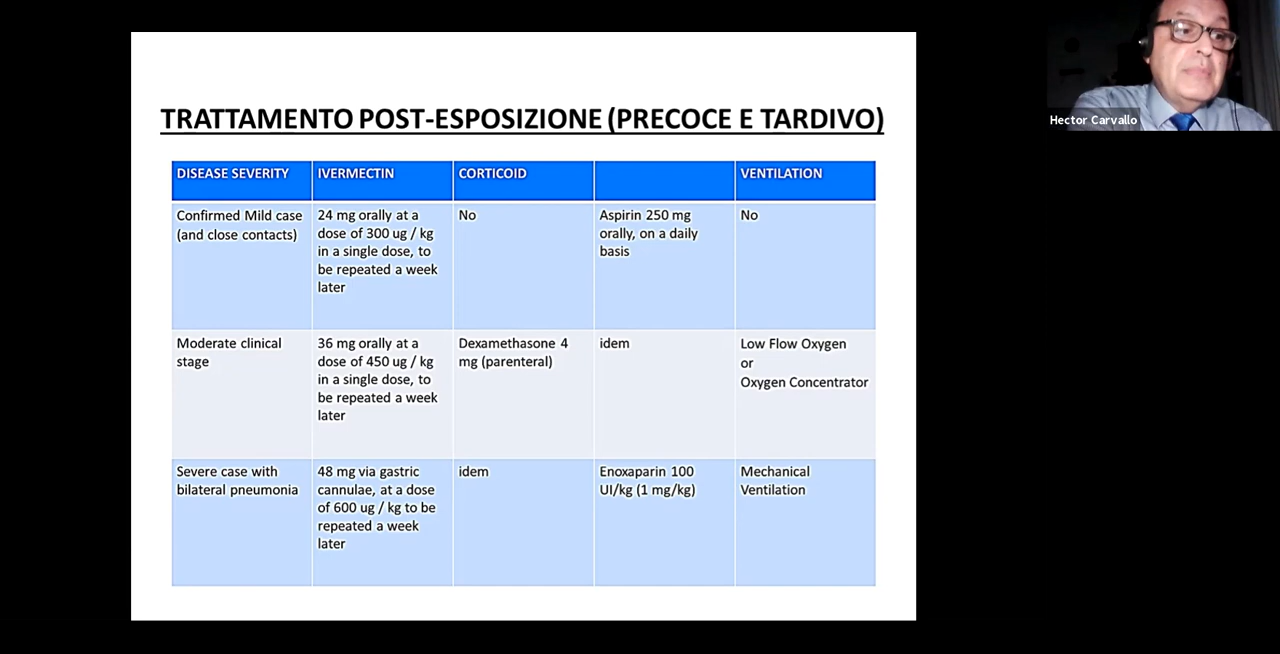 TRATTAMENTO POST-ESPOSIZIONE (PRECOCE E TARDIVO)
DISEASE SEVERITY
IVERMECTIN
CORTICOID
VENTILATION
Confirmed Mild case
(and close contacts)
24 mg orally at a
dose of 300 ug / kg
in a single dose, to
be repeated a week
later
No
Aspirin 250 mg
orally, on a daily
basis
No
Moderate clinical
stage
36 mg orally at a
dose of 450 ug / kg
in a single dose, to
be repeated a week
later
Dexamethasone 4
mg (parenteral)
idem
Low Flow Oxygen
or
Oxygen Concentrator
Severe case with
bilateral pneumonia
48 mg via gastric
cannulae, at a dose
of 600 ug / kg to be
repeated a week
later
idem
Enoxaparin 100
UI/kg (1 mg/kg)
Mechanical
Ventilation
Hector Carvallo